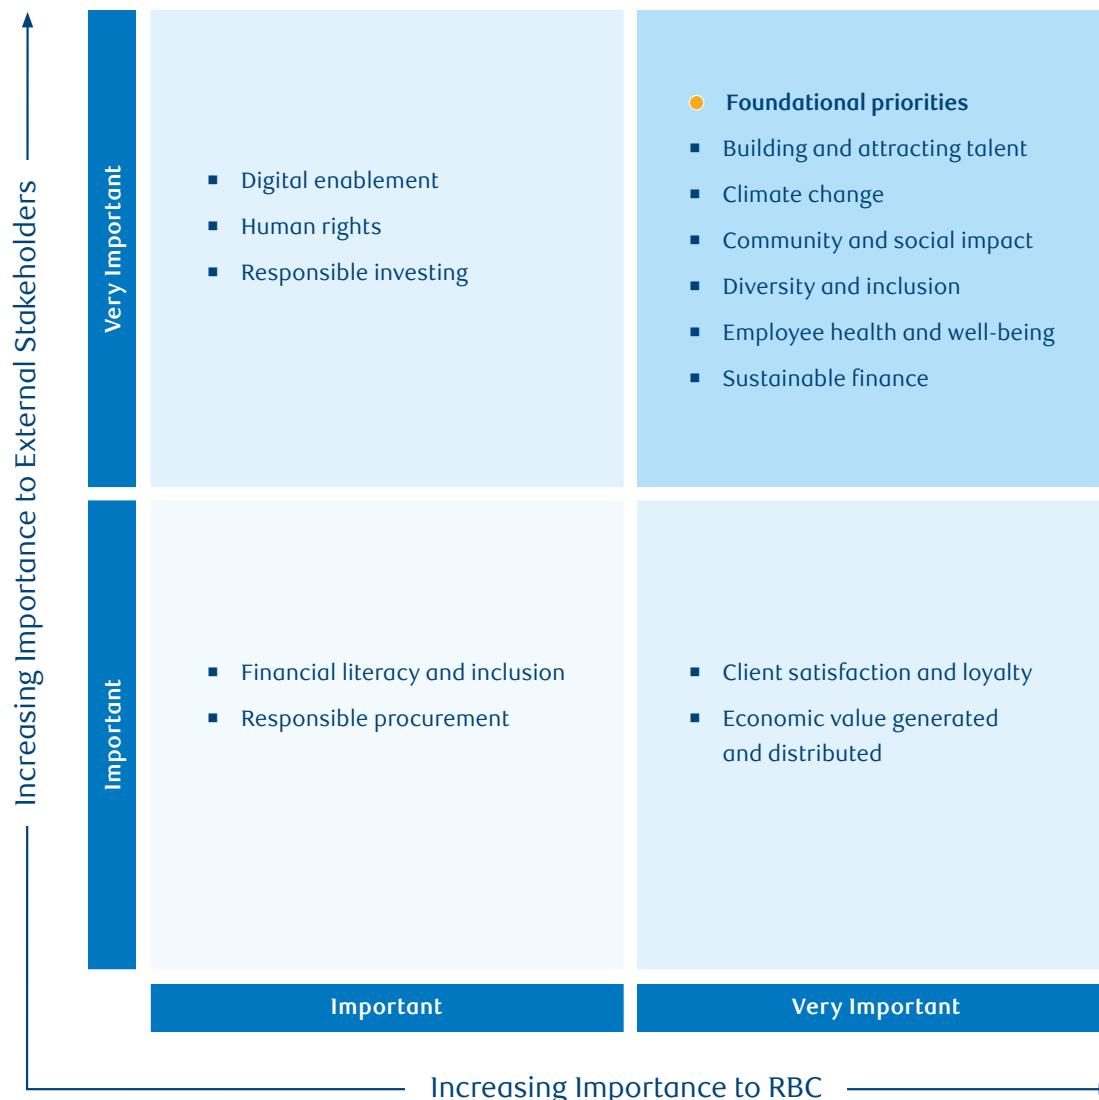 Increasing Importance to External Stakeholders
Very Important
Digital enablement
Human rights
Responsible investing
Foundational priorities
Building and attracting talent
Climate change
Community and social impact
Diversity and inclusion
Employee health and well-being
Sustainable finance
Important
Financial literacy and inclusion
Responsible procurement
Client satisfaction and loyalty
Economic value generated
and distributed
Important
Very Important
Increasing Importance to RBC